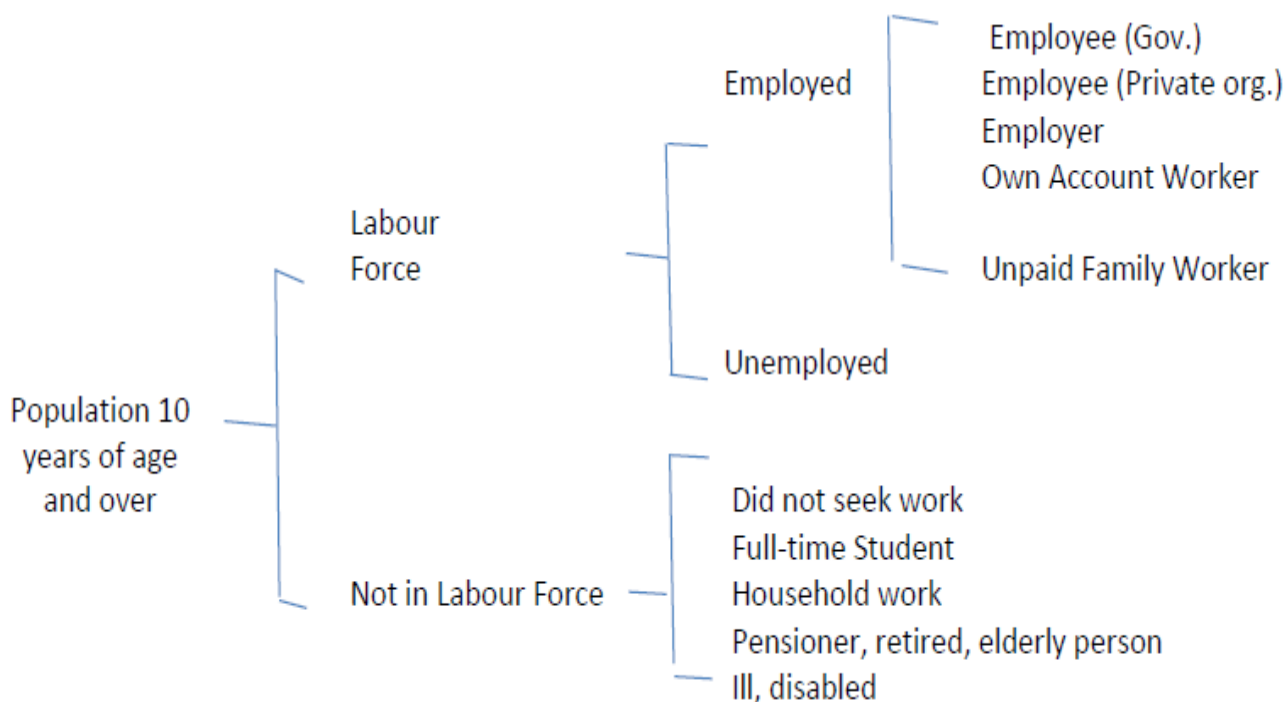 Population 10
years of age
and over
Labour
Force
Not in Labour Force
Employed
Unemployed
Employee (Gov.)
Employee (Private org.)
Employer
Own Account Worker
Unpaid Family Worker
Did not seek work
Full-time Student
Household work
Pensioner, retired, elderly person
Ill, disabled